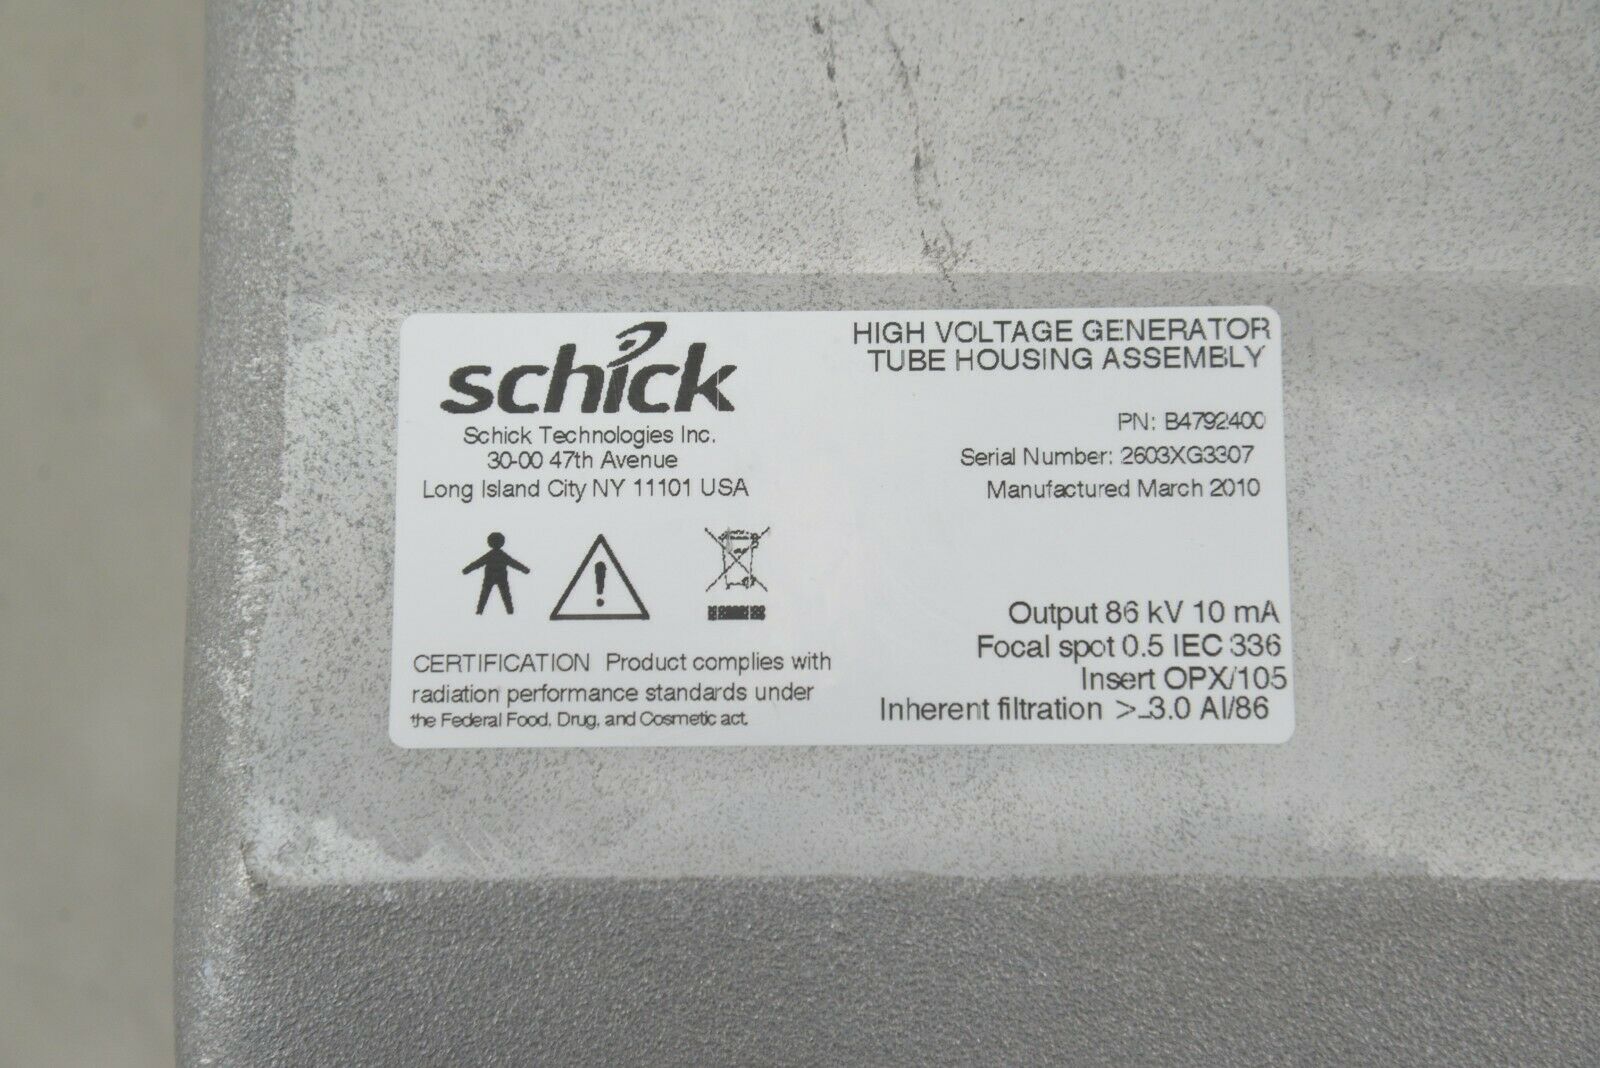 schick
Schick Technologies Inc.
30-00 47th Avenue
Long Island City NY 11101 USA
CERTIFICATION Product complies with
radiation performance standards under
the Federal Food, Drug, and Cosmetic act.
HIGH VOLTAGE GENERATOR
TUBE HOUSING ASSEMBLY
PN: B4792400
Serial Number: 2603XG3307
Manufactured March 2010
Output 86 kV 10 mA
Focal spot 0.5 IEC 336
Insert OPX/105
Inherent filtration >_3.0 Al/86